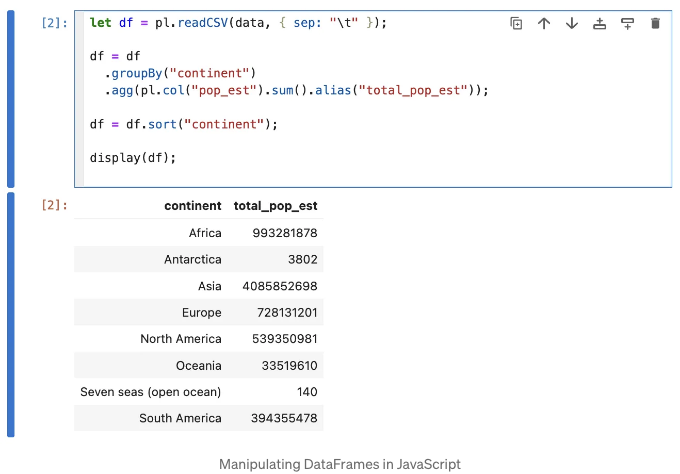 [2]: let df = pl.readCSV(data, { sep: "\t" });
df = df
.groupBy("continent")
.agg(pl.col("pop_est").sum().alias("total_pop_est"));
df = df.sort("continent");
display(df);
[2]: continent total_pop_est
Africa 993281878
Antarctica 3802
Asia 4085852698
Europe 728131201
North America 539350981
Oceania 33519610
Seven seas (open ocean) 140
South America 394355478
Manipulating DataFrames in JavaScript